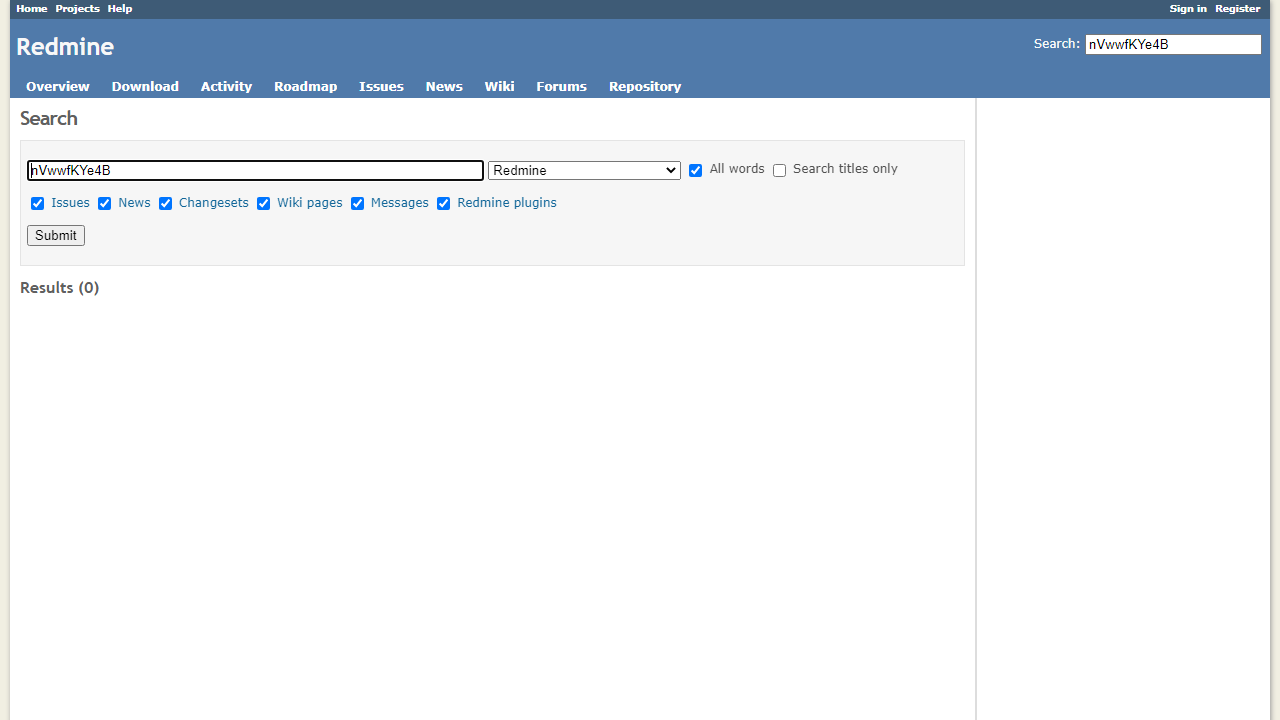 Home Projects Help Sign in Register
Redmine
Search: nVwwfKYe4B
Overview Download Activity Roadmap Issues News Wiki Forums Repository
Search
nVwwfKYe4B Redmine All words Search titles only
Issues News Changesets Wiki pages Messages Redmine plugins
Submit
Results (0)